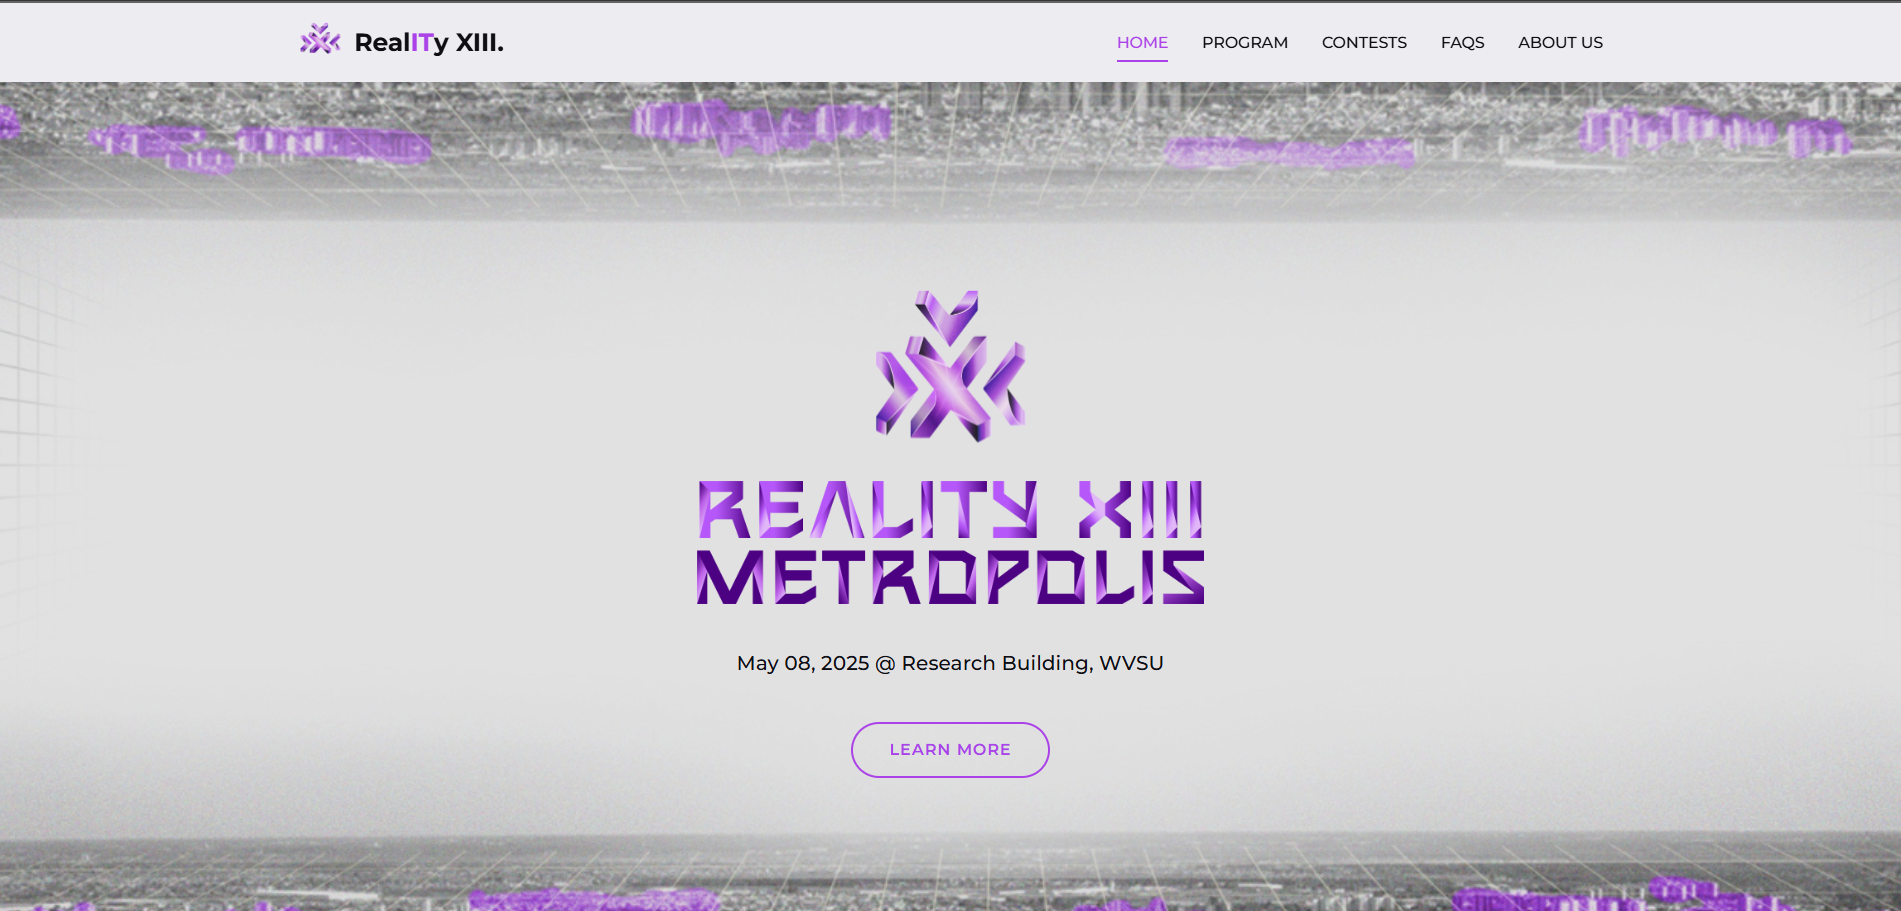 RealITy XIII.
HOME PROGRAM CONTESTS FAQS ABOUT US
REALITY XIII
METROPOLIS
May 08, 2025 @ Research Building, WVSU
LEARN MORE